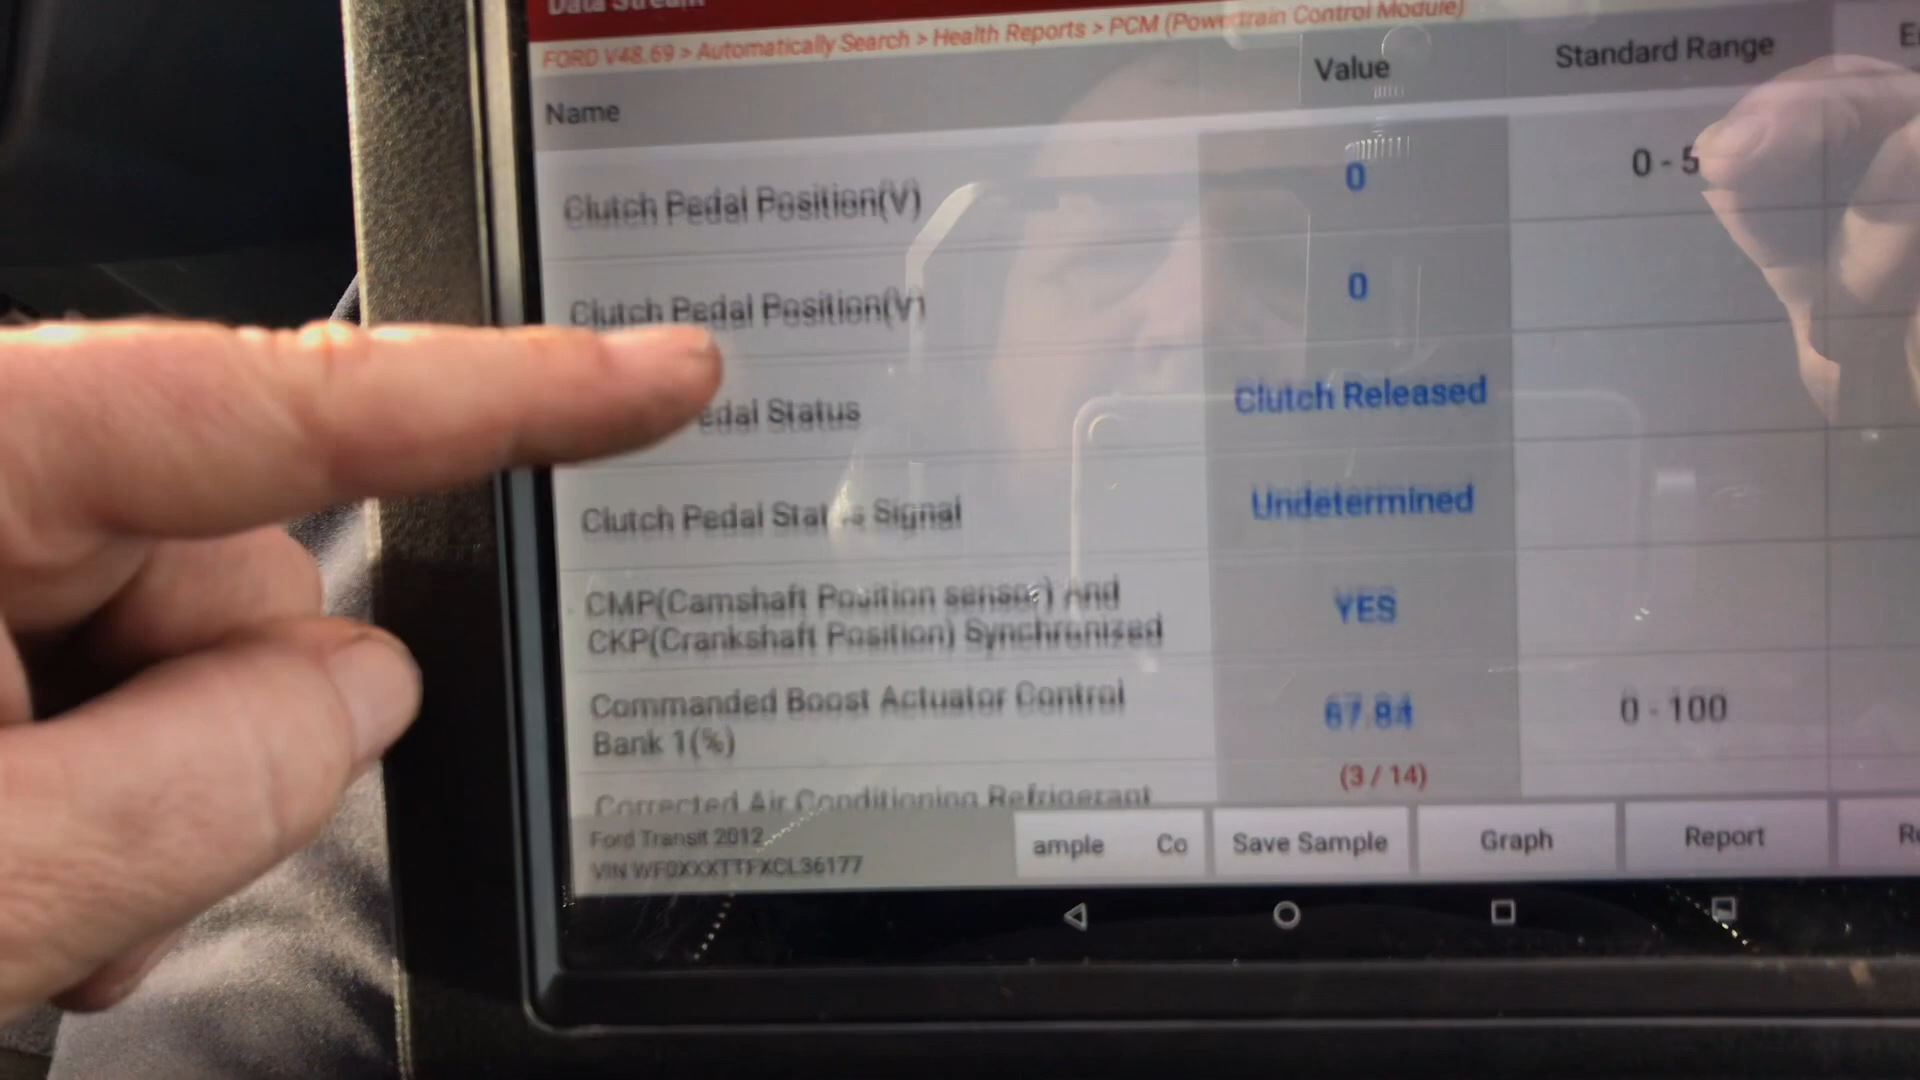 Data Stream
FORD V48.69 > Automatically Search > Health Reports > PCM (Powertrain Control Module)
Name Value Standard Range
Clutch Pedal Position(V) 0 0 - 5
Clutch Pedal Position(V) 0
edal Status Clutch Released
Clutch Pedal Status Signal Undetermined
CMP(Camshaft Position sensor) And
CKP(Crankshaft Position) Synchronized YES
Commanded Boost Actuator Control
Bank 1(%) 67.84 0 - 100
Corrected Air Conditioning Refrigerant (3 / 14)
Ford Transit 2012
VIN WF0XXXTTFXCL36177
ample Co Save Sample Graph Report